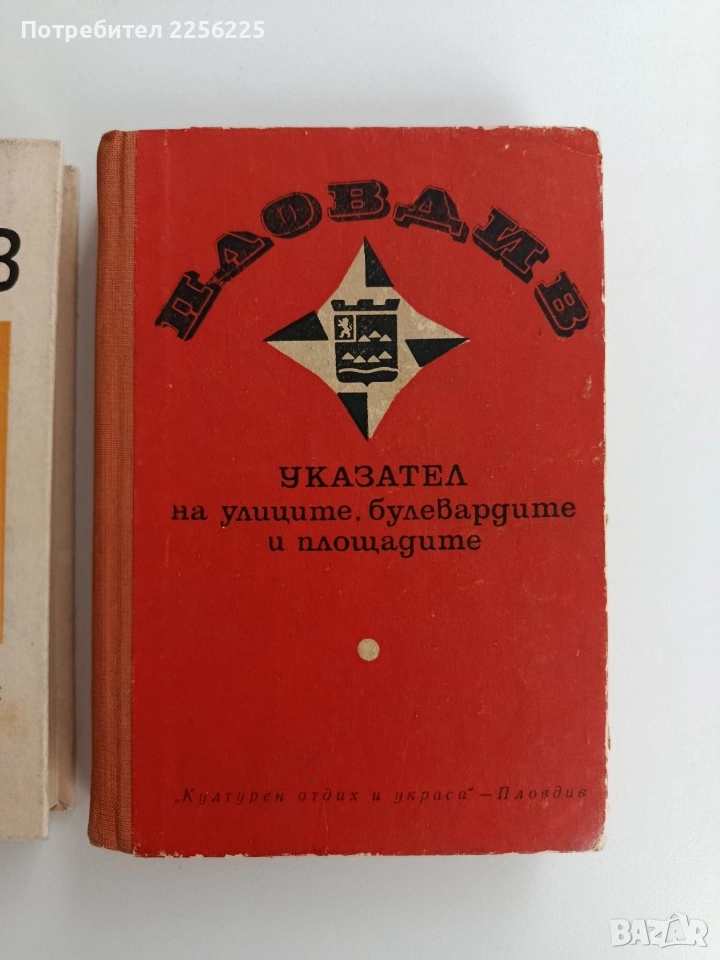 Потребител 2256225
ПЛОВДИВ
УКАЗАТЕЛ
на улиците, булевардите
и площадите
„Културен отдих и украса“ – Пловдив
В
BAZAR